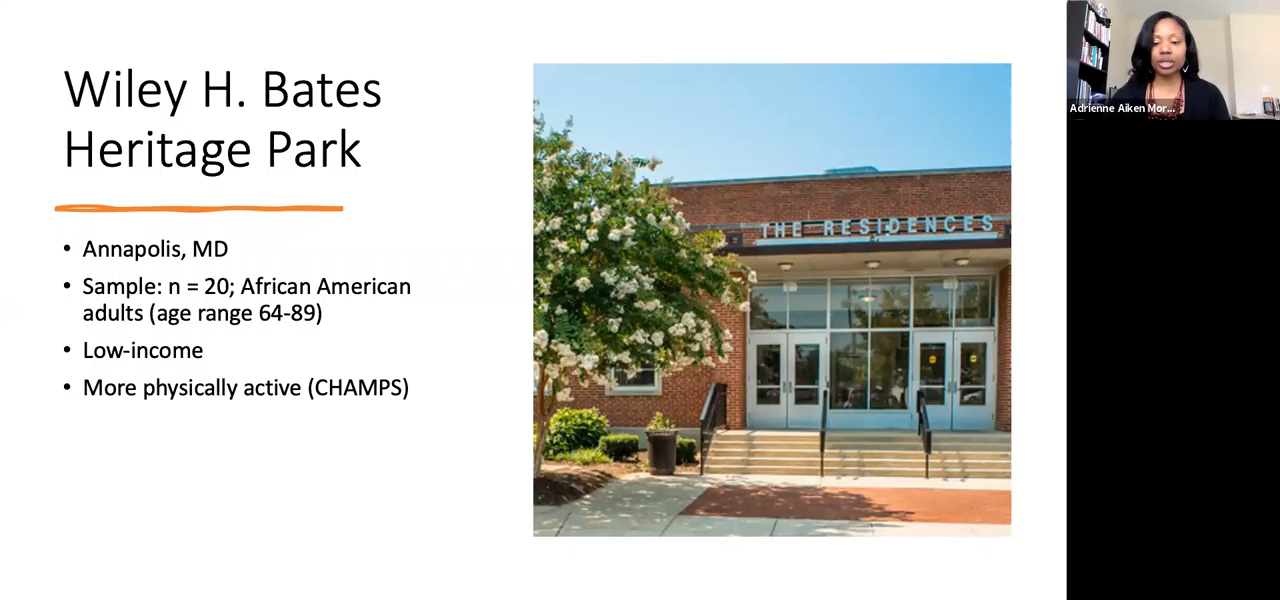 Wiley H. Bates
Heritage Park
• Annapolis, MD
• Sample: n = 20; African American
adults (age range 64-89)
• Low-income
• More physically active (CHAMPS)
THE RESIDENCES
Adrienne Aiken Mor...